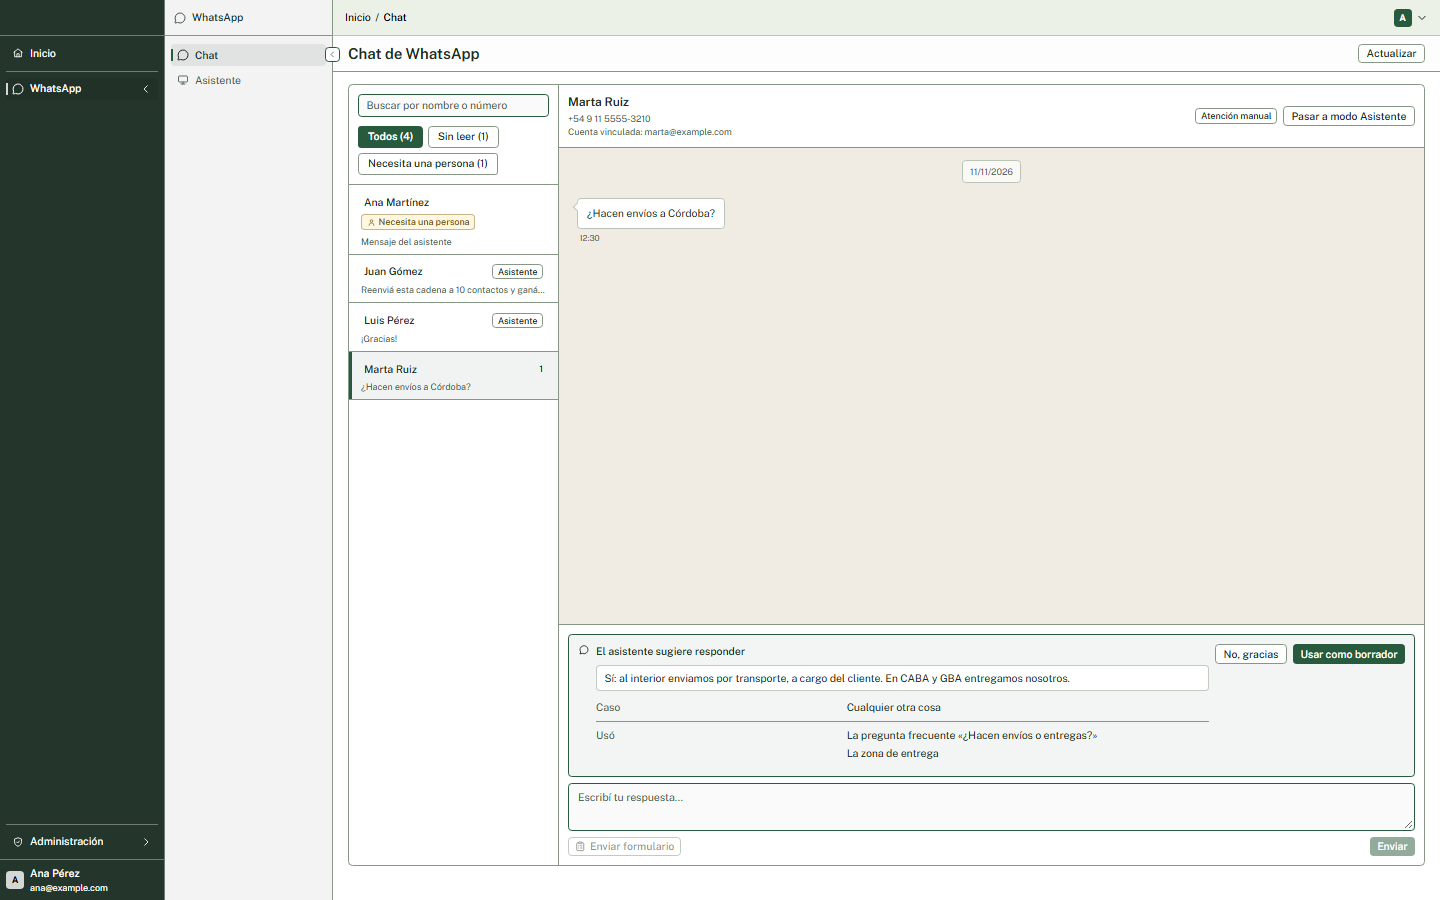 WhatsApp
Inicio / Chat
A
Inicio
WhatsApp
Chat
Asistente
Chat de WhatsApp
Actualizar
Buscar por nombre o número
Todos (4)
Sin leer (1)
Necesita una persona (1)
Ana Martínez
Necesita una persona
Mensaje del asistente
Juan Gómez
Asistente
Reenviá esta cadena a 10 contactos y ganá...
Luis Pérez
Asistente
¡Gracias!
Marta Ruiz
1
¿Hacen envíos a Córdoba?
Marta Ruiz
+54 9 11 5555-3210
Cuenta vinculada: marta@example.com
Atención manual
Pasar a modo Asistente
11/11/2026
¿Hacen envíos a Córdoba?
12:30
El asistente sugiere responder
No, gracias
Usar como borrador
Sí: al interior enviamos por transporte, a cargo del cliente. En CABA y GBA entregamos nosotros.
Caso
Cualquier otra cosa
Usó
La pregunta frecuente «¿Hacen envíos o entregas?»
La zona de entrega
Escribí tu respuesta...
Enviar formulario
Enviar
Administración
A
Ana Pérez
ana@example.com